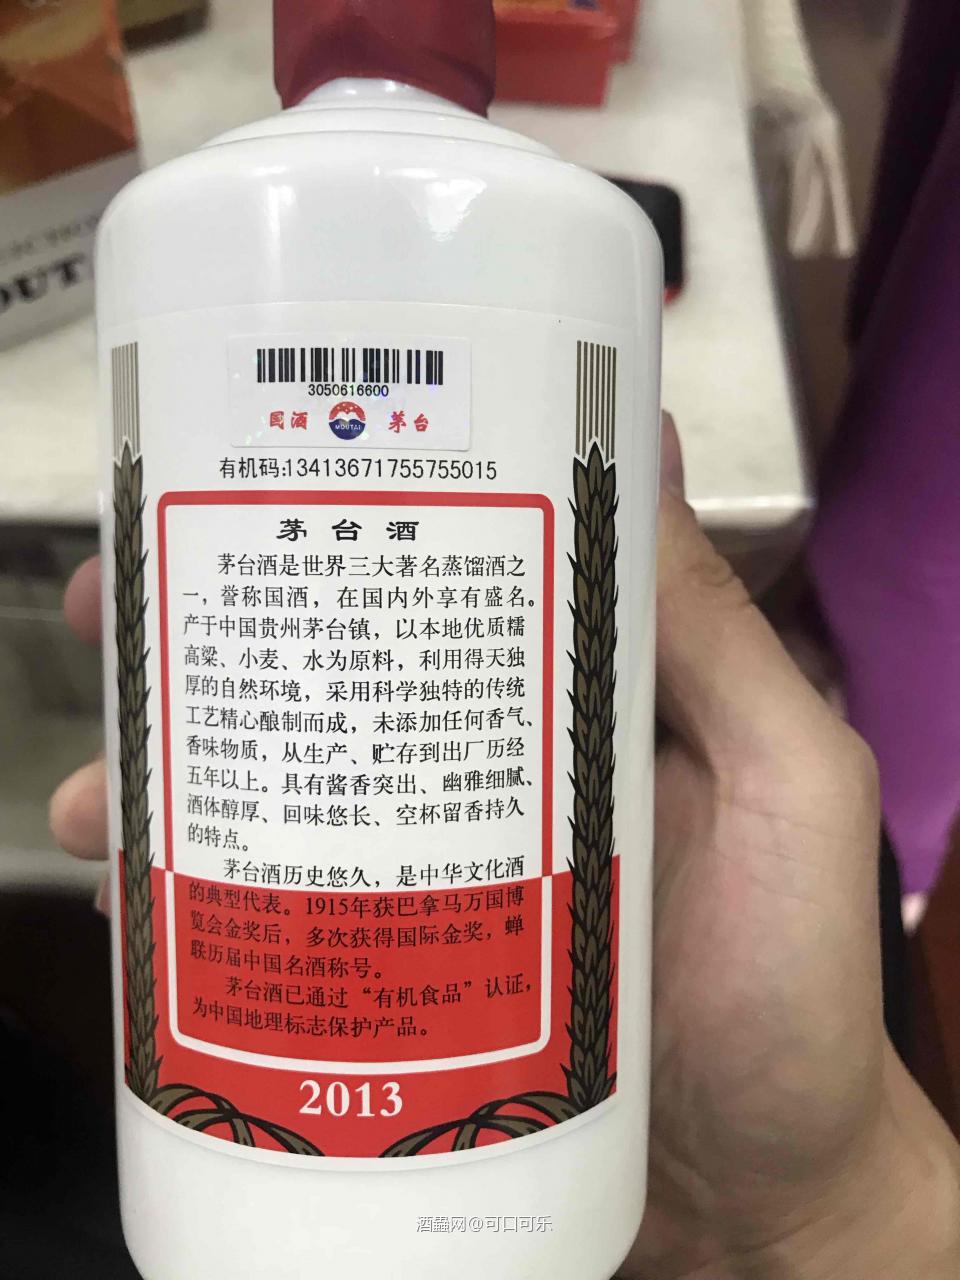 3050616600
国酒 MOUTAI 茅台
有机码:13413671755755015
茅台酒
茅台酒是世界三大著名蒸馏酒之
一，誉称国酒，在国内外享有盛名。
产于中国贵州茅台镇，以本地优质糯
高粱、小麦、水为原料，利用得天独
厚的自然环境，采用科学独特的传统
工艺精心酿制而成，未添加任何香气、
香味物质，从生产、贮存到出厂历经
五年以上。具有酱香突出、幽雅细腻、
酒体醇厚、回味悠长、空杯留香持久
的特点。
茅台酒历史悠久，是中华文化酒
的典型代表。1915年获巴拿马万国博
览会金奖后，多次获得国际金奖，蝉
联历届中国名酒称号。
茅台酒已通过“有机食品”认证，
为中国地理标志保护产品。
2013
酒蟲网@可口可乐